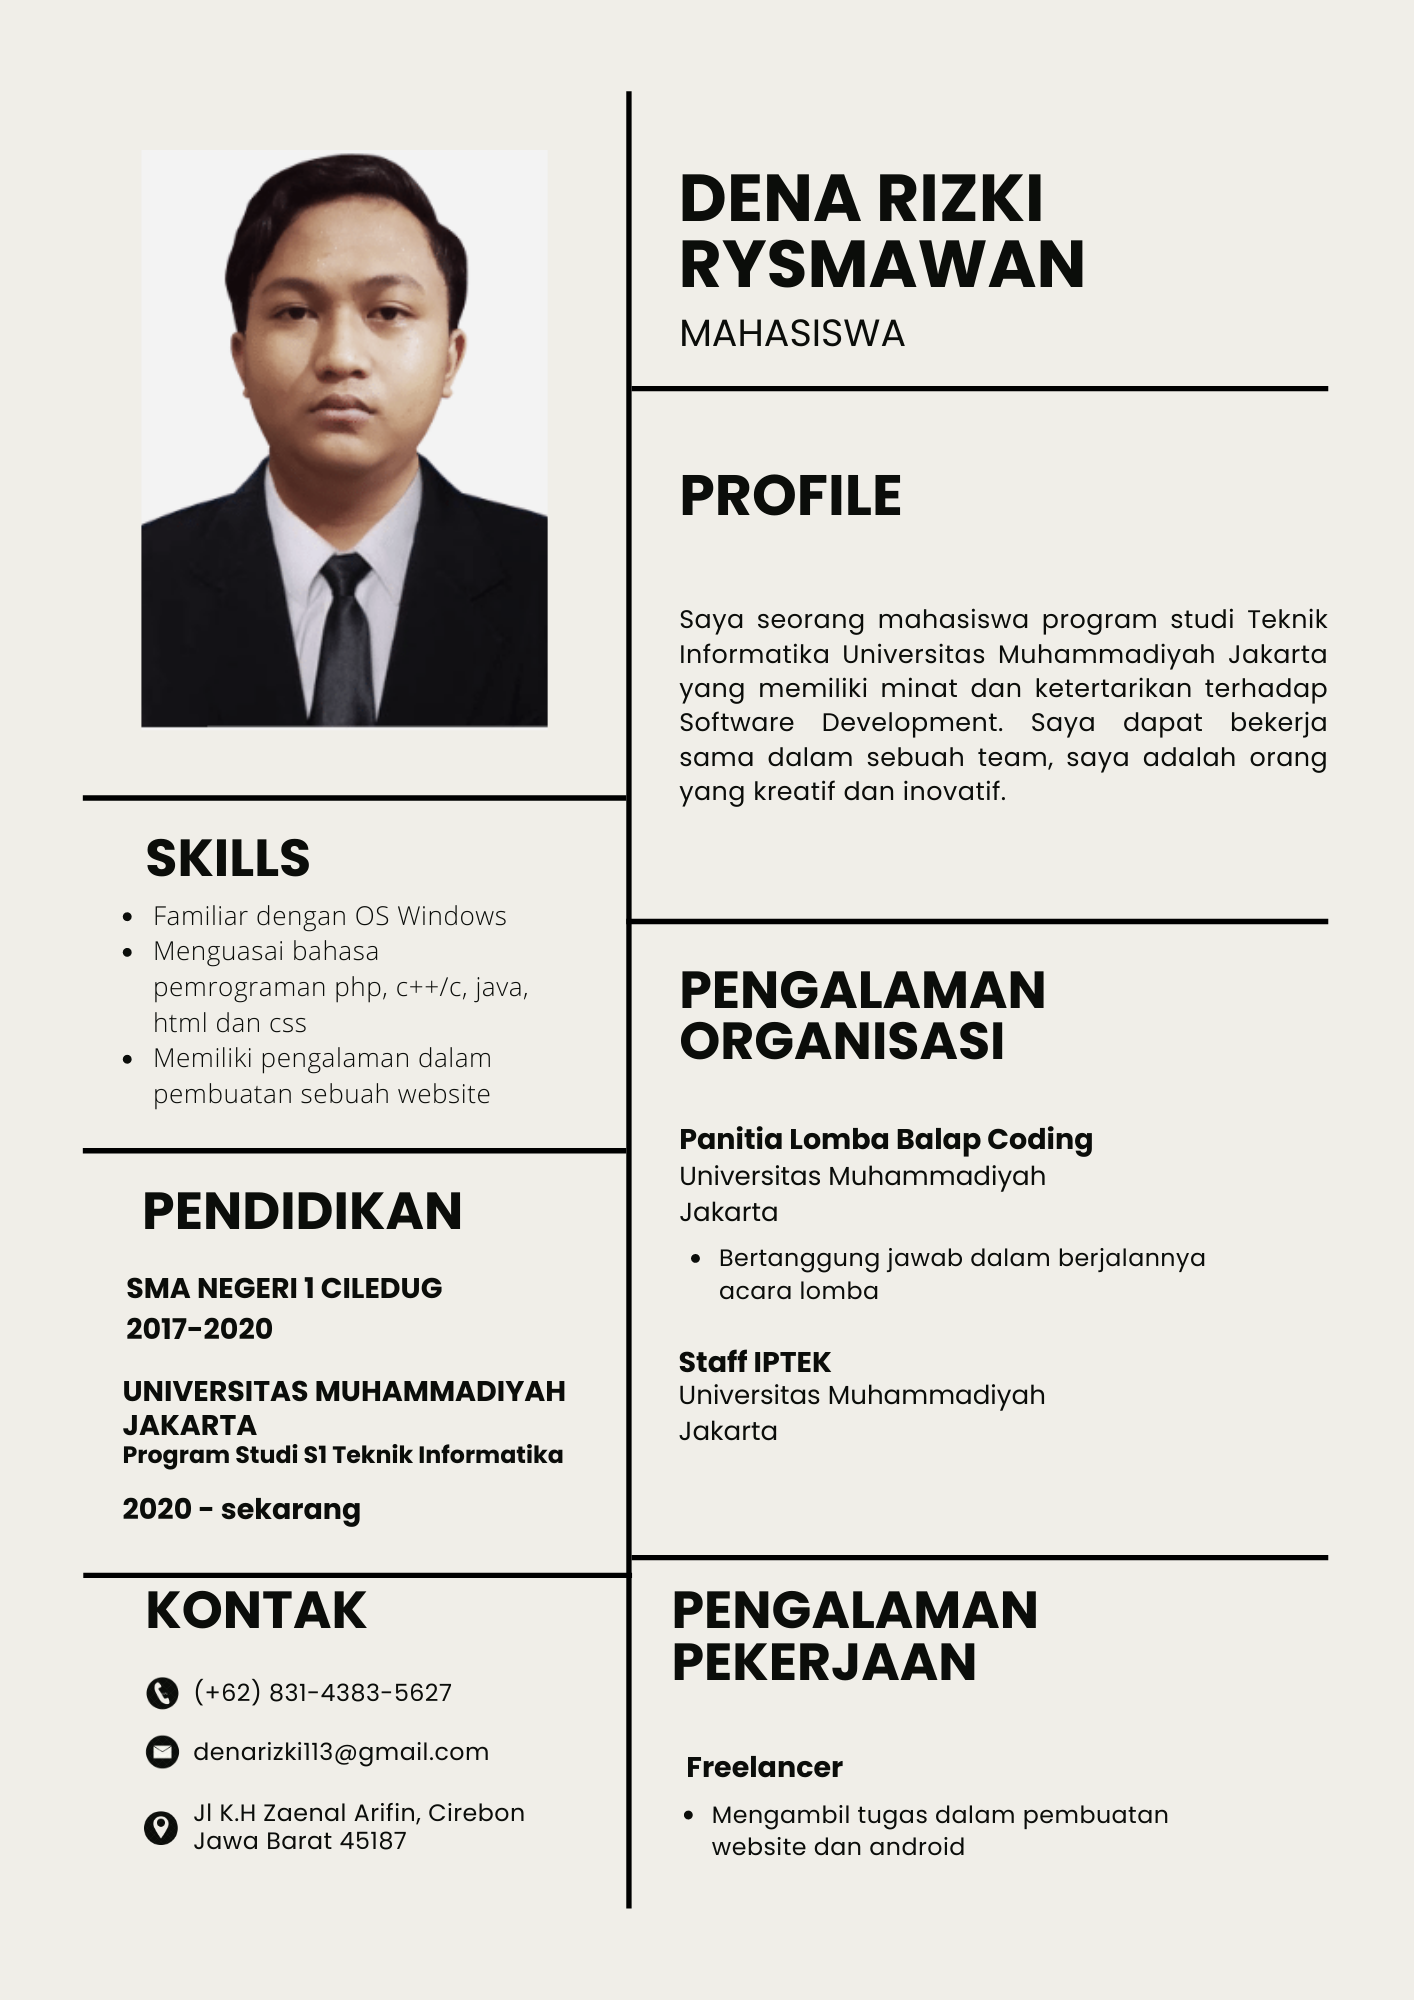 DENA RIZKI
RYSMAWAN
MAHASISWA
PROFILE
Saya seorang mahasiswa program studi Teknik
Informatika Universitas Muhammadiyah Jakarta
yang memiliki minat dan ketertarikan terhadap
Software Development. Saya dapat bekerja
sama dalam sebuah team, saya adalah orang
yang kreatif dan inovatif.
SKILLS
• Familiar dengan OS Windows
• Menguasai bahasa
pemrograman php, c++/c, java,
html dan css
• Memiliki pengalaman dalam
pembuatan sebuah website
PENDIDIKAN
SMA NEGERI 1 CILEDUG
2017-2020
UNIVERSITAS MUHAMMADIYAH
JAKARTA
Program Studi S1 Teknik Informatika
2020 - sekarang
KONTAK
(+62) 831-4383-5627
denarizki113@gmail.com
Jl K.H Zaenal Arifin, Cirebon
Jawa Barat 45187
PENGALAMAN
ORGANISASI
Panitia Lomba Balap Coding
Universitas Muhammadiyah
Jakarta
• Bertanggung jawab dalam berjalannya
acara lomba
Staff IPTEK
Universitas Muhammadiyah
Jakarta
PENGALAMAN
PEKERJAAN
Freelancer
• Mengambil tugas dalam pembuatan
website dan android